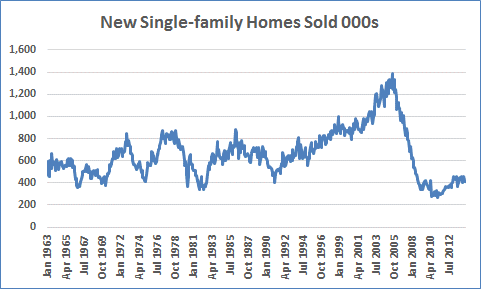 New Single-family Homes Sold 000s
1,600
1,400
1,200
1,000
800
600
400
200
0
Jan 1963
Apr 1965
Jul 1967
Oct 1969
Jan 1972
Apr 1974
Jul 1976
Oct 1978
Jan 1981
Apr 1983
Jul 1985
Oct 1987
Jan 1990
Apr 1992
Jul 1994
Oct 1996
Jan 1999
Apr 2001
Jul 2003
Oct 2005
Jan 2008
Apr 2010
Jul 2012